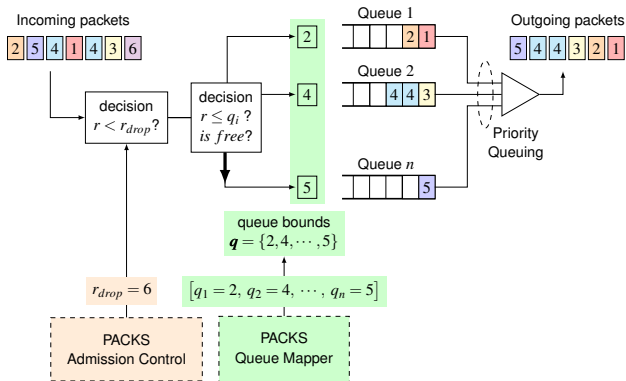 Incoming packets
2 5 4 1 4 3 6
decision
r < r_drop?
decision
r ≤ q_i ?
is free?
2
4
5
Queue 1
2 1
Queue 2
4 4 3
Queue n
5
Outgoing packets
5 4 4 3 2 1
Priority
Queuing
queue bounds
q = {2,4,⋯,5}
r_drop = 6
[q_1 = 2, q_2 = 4, ⋯, q_n = 5]
PACKS
Admission Control
PACKS
Queue Mapper